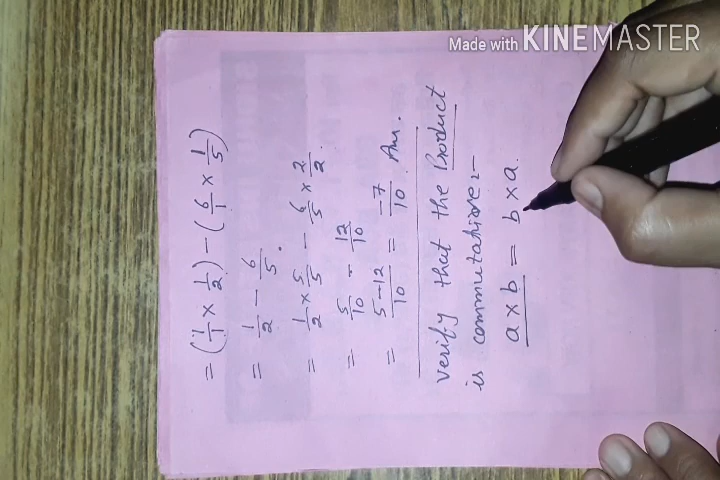 Made with KINEMASTER
= (1/1 × 1/2) - (6/1 × 1/5)
= 1/2 - 6/5.
= 1/2 × 5/5 - 6/5 × 2/2.
= 5/10 - 12/10
= 5-12/10 = -7/10 Ans.
verify that the Product
is commutative:-
a × b = b × a.